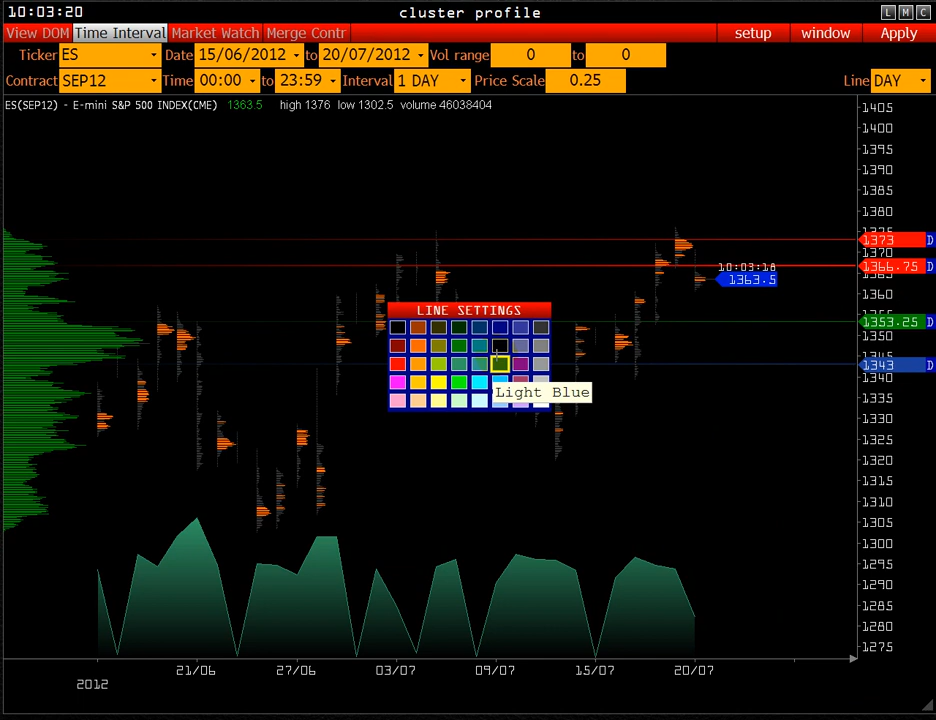 10:03:20
cluster profile
L M C
View DOM Time Interval Market Watch Merge Contr setup window Apply
Ticker ES Date 15/06/2012 to 20/07/2012 Vol range 0 to 0
Contract SEP12 Time 00:00 to 23:59 Interval 1 DAY Price Scale 0.25 Line DAY
ES(SEP12) - E-mini S&P 500 INDEX(CME) 1363.5 high 1376 low 1302.5 volume 46038404
1405
1400
1395
1390
1385
1380
1375
1373 D
1370
1366.75 D
10:03:18
1363.5
1365
1360
1355
LINE SETTINGS
1353.25 D
1350
1345
1343 D
1340
Light Blue
1335
1330
1325
1320
1315
1310
1305
1300
1295
1290
1285
1280
1275
21/06 27/06 03/07 09/07 15/07 20/07
2012